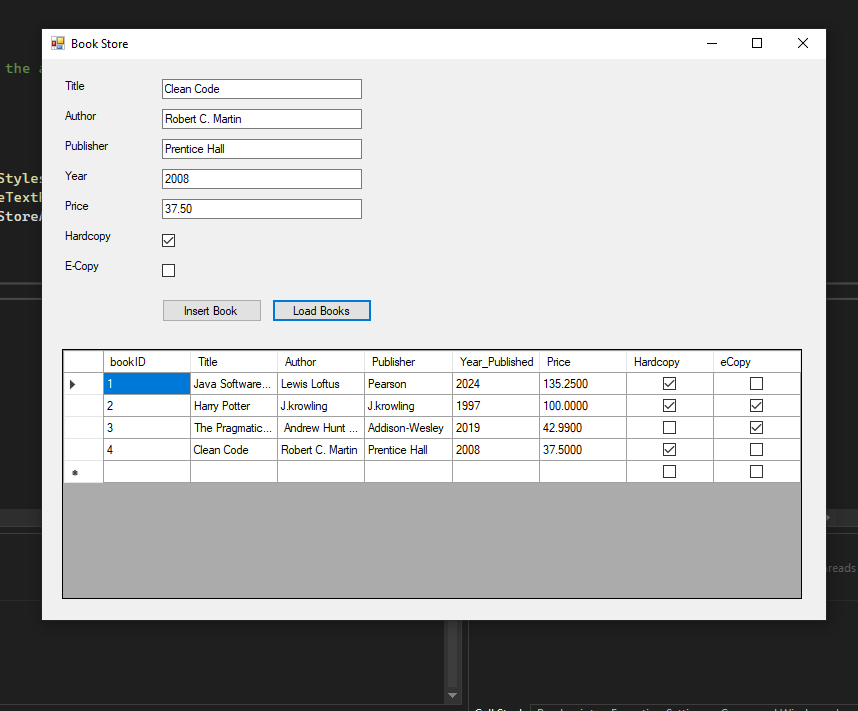 Book Store
the
Title Clean Code
Author Robert C. Martin
Publisher Prentice Hall
Year 2008
Price 37.50
Hardcopy
E-Copy
Insert Book Load Books
bookID Title Author Publisher Year_Published Price Hardcopy eCopy
1 Java Software... Lewis Loftus Pearson 2024 135.2500
2 Harry Potter J.krowling J.krowling 1997 100.0000
3 The Pragmatic... Andrew Hunt ... Addison-Wesley 2019 42.9900
4 Clean Code Robert C. Martin Prentice Hall 2008 37.5000